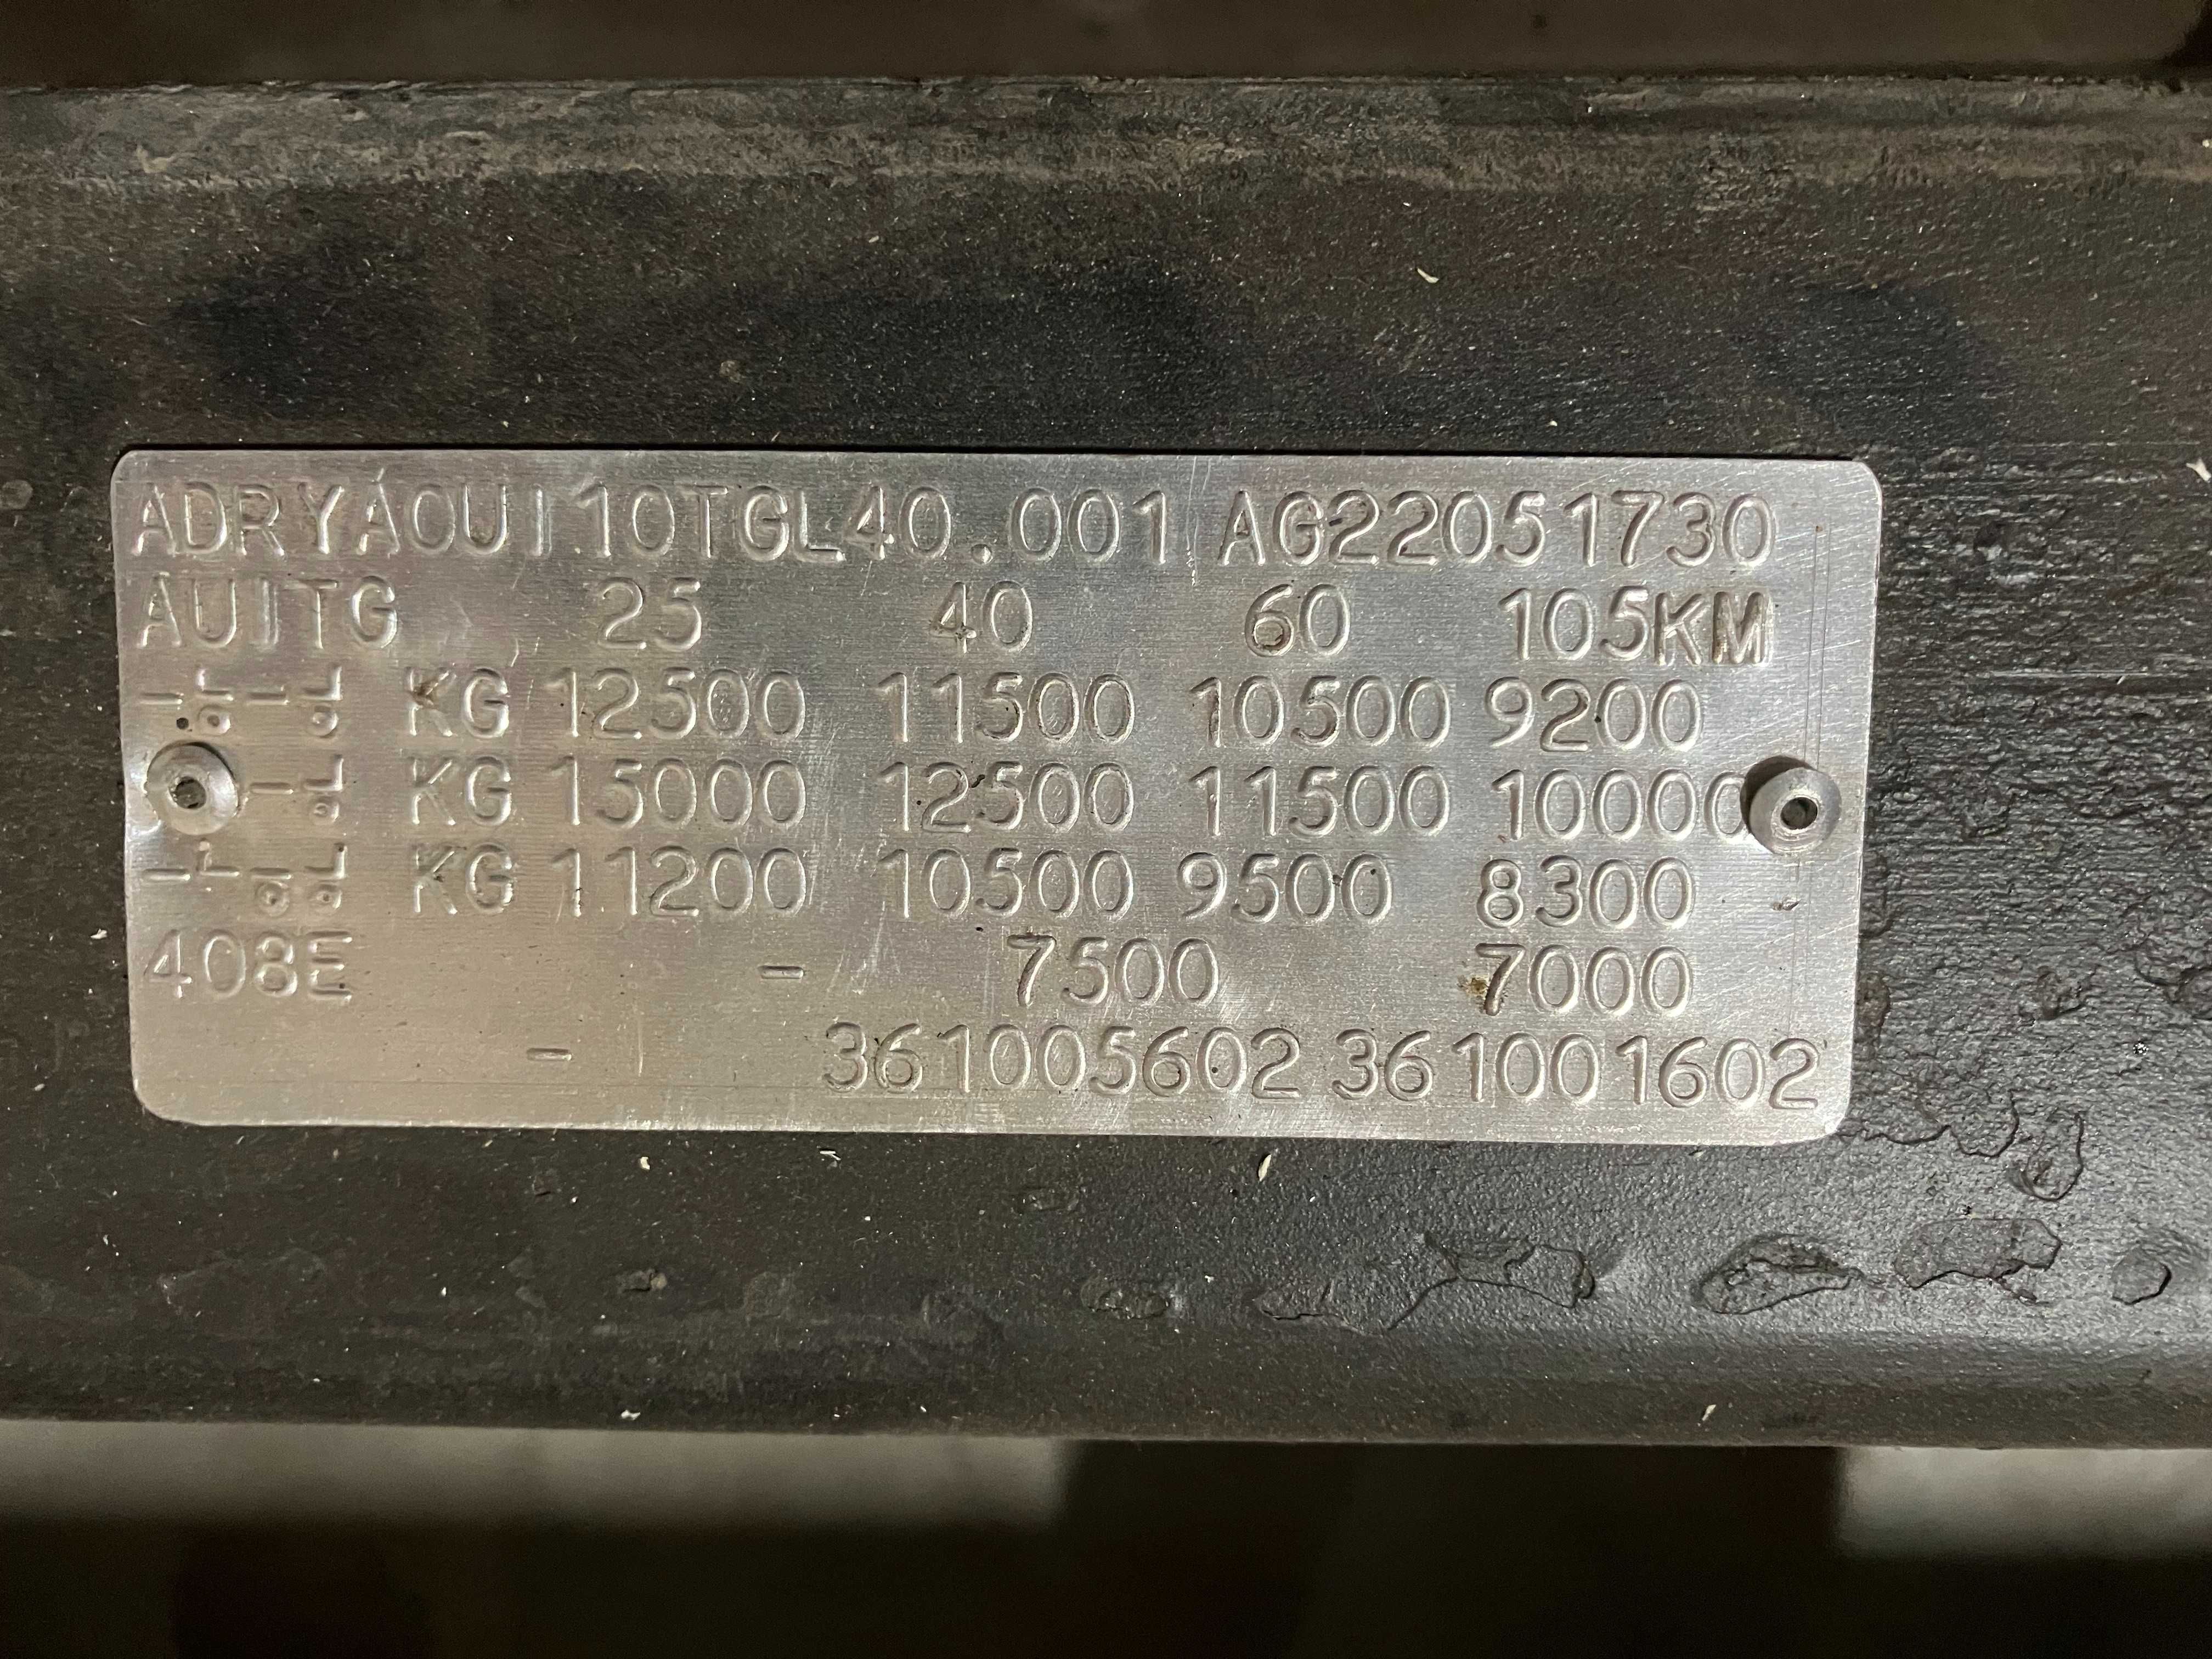 ADRYAOUI10TGL40.001 AG22051730
AUITG 25 40 60 105KM
KG 12500 11500 10500 9200
KG 15000 12500 11500 10000
KG 11200 10500 9500 8300
408E - 7500 7000
- 361005602 361001602